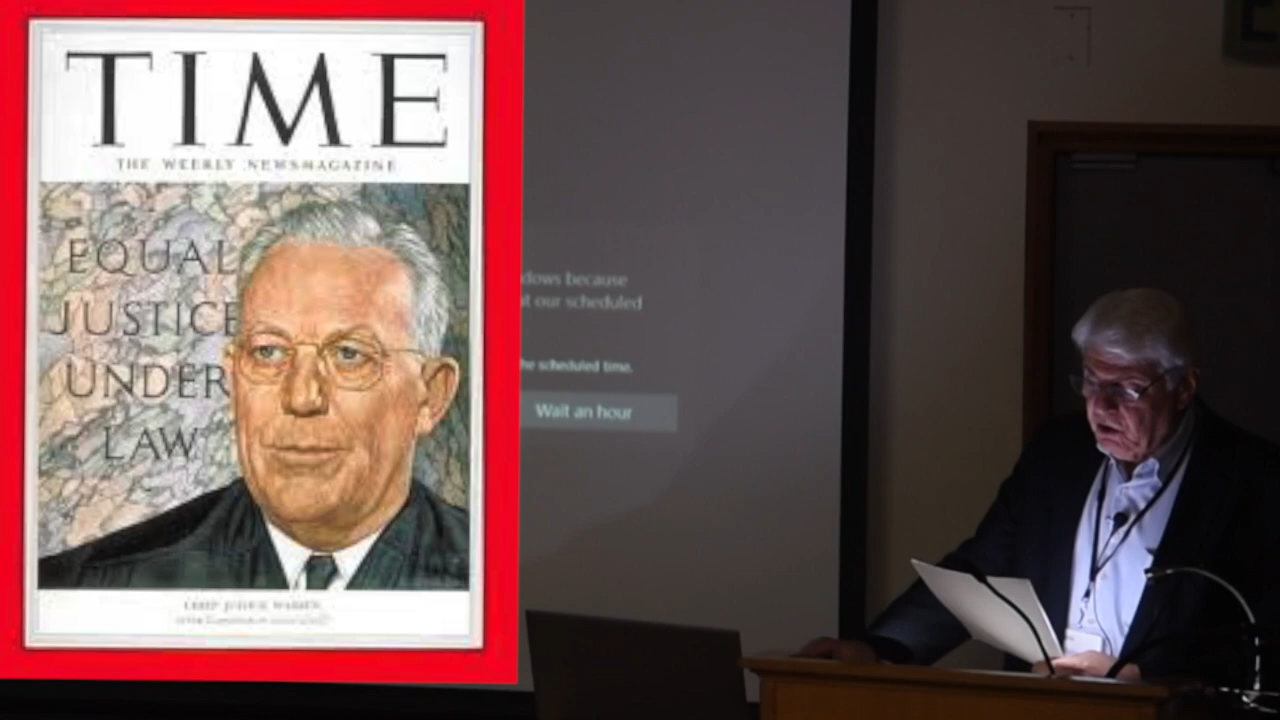 TIME
THE WEEKLY NEWSMAGAZINE
EQUAL
JUSTICE
UNDER
LAW
CHIEF JUSTICE WARREN
dows because
at our scheduled
he scheduled time.
Wait an hour